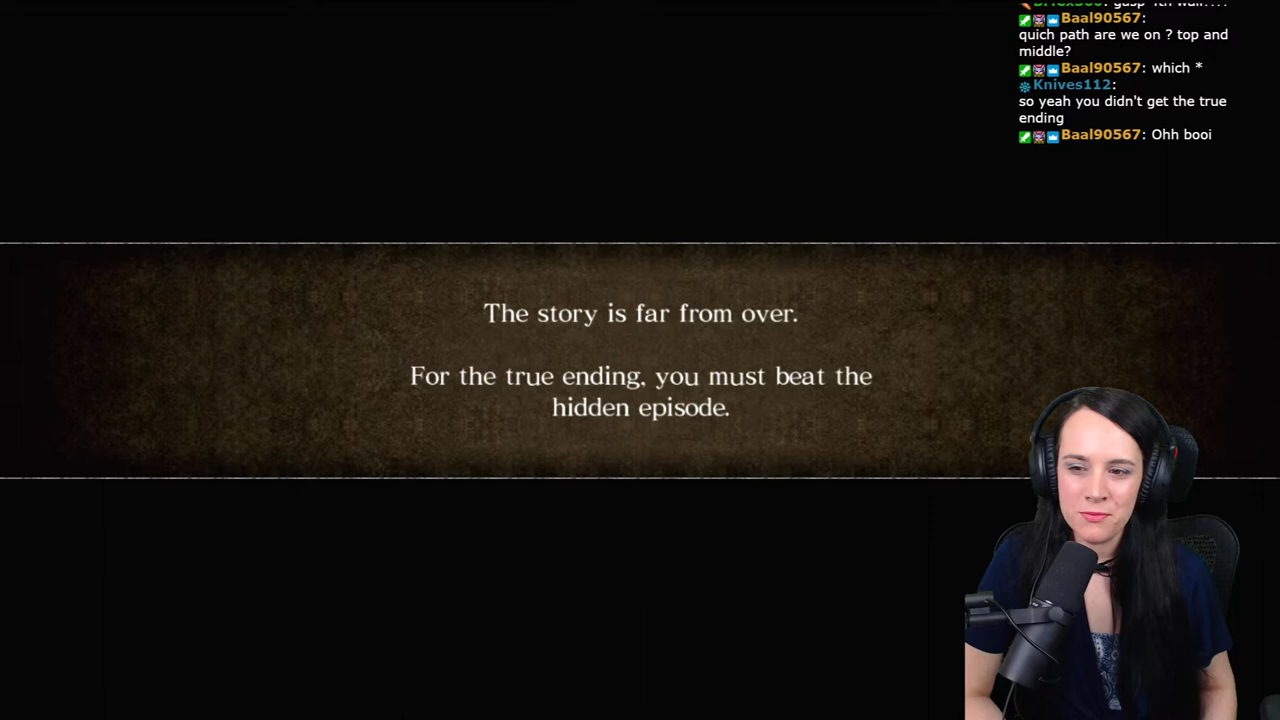 Baal90567:
quich path are we on ? top and
middle?
Baal90567: which *
Knives112:
so yeah you didn't get the true
ending
Baal90567: Ohh booi
The story is far from over.
For the true ending, you must beat the
hidden episode.